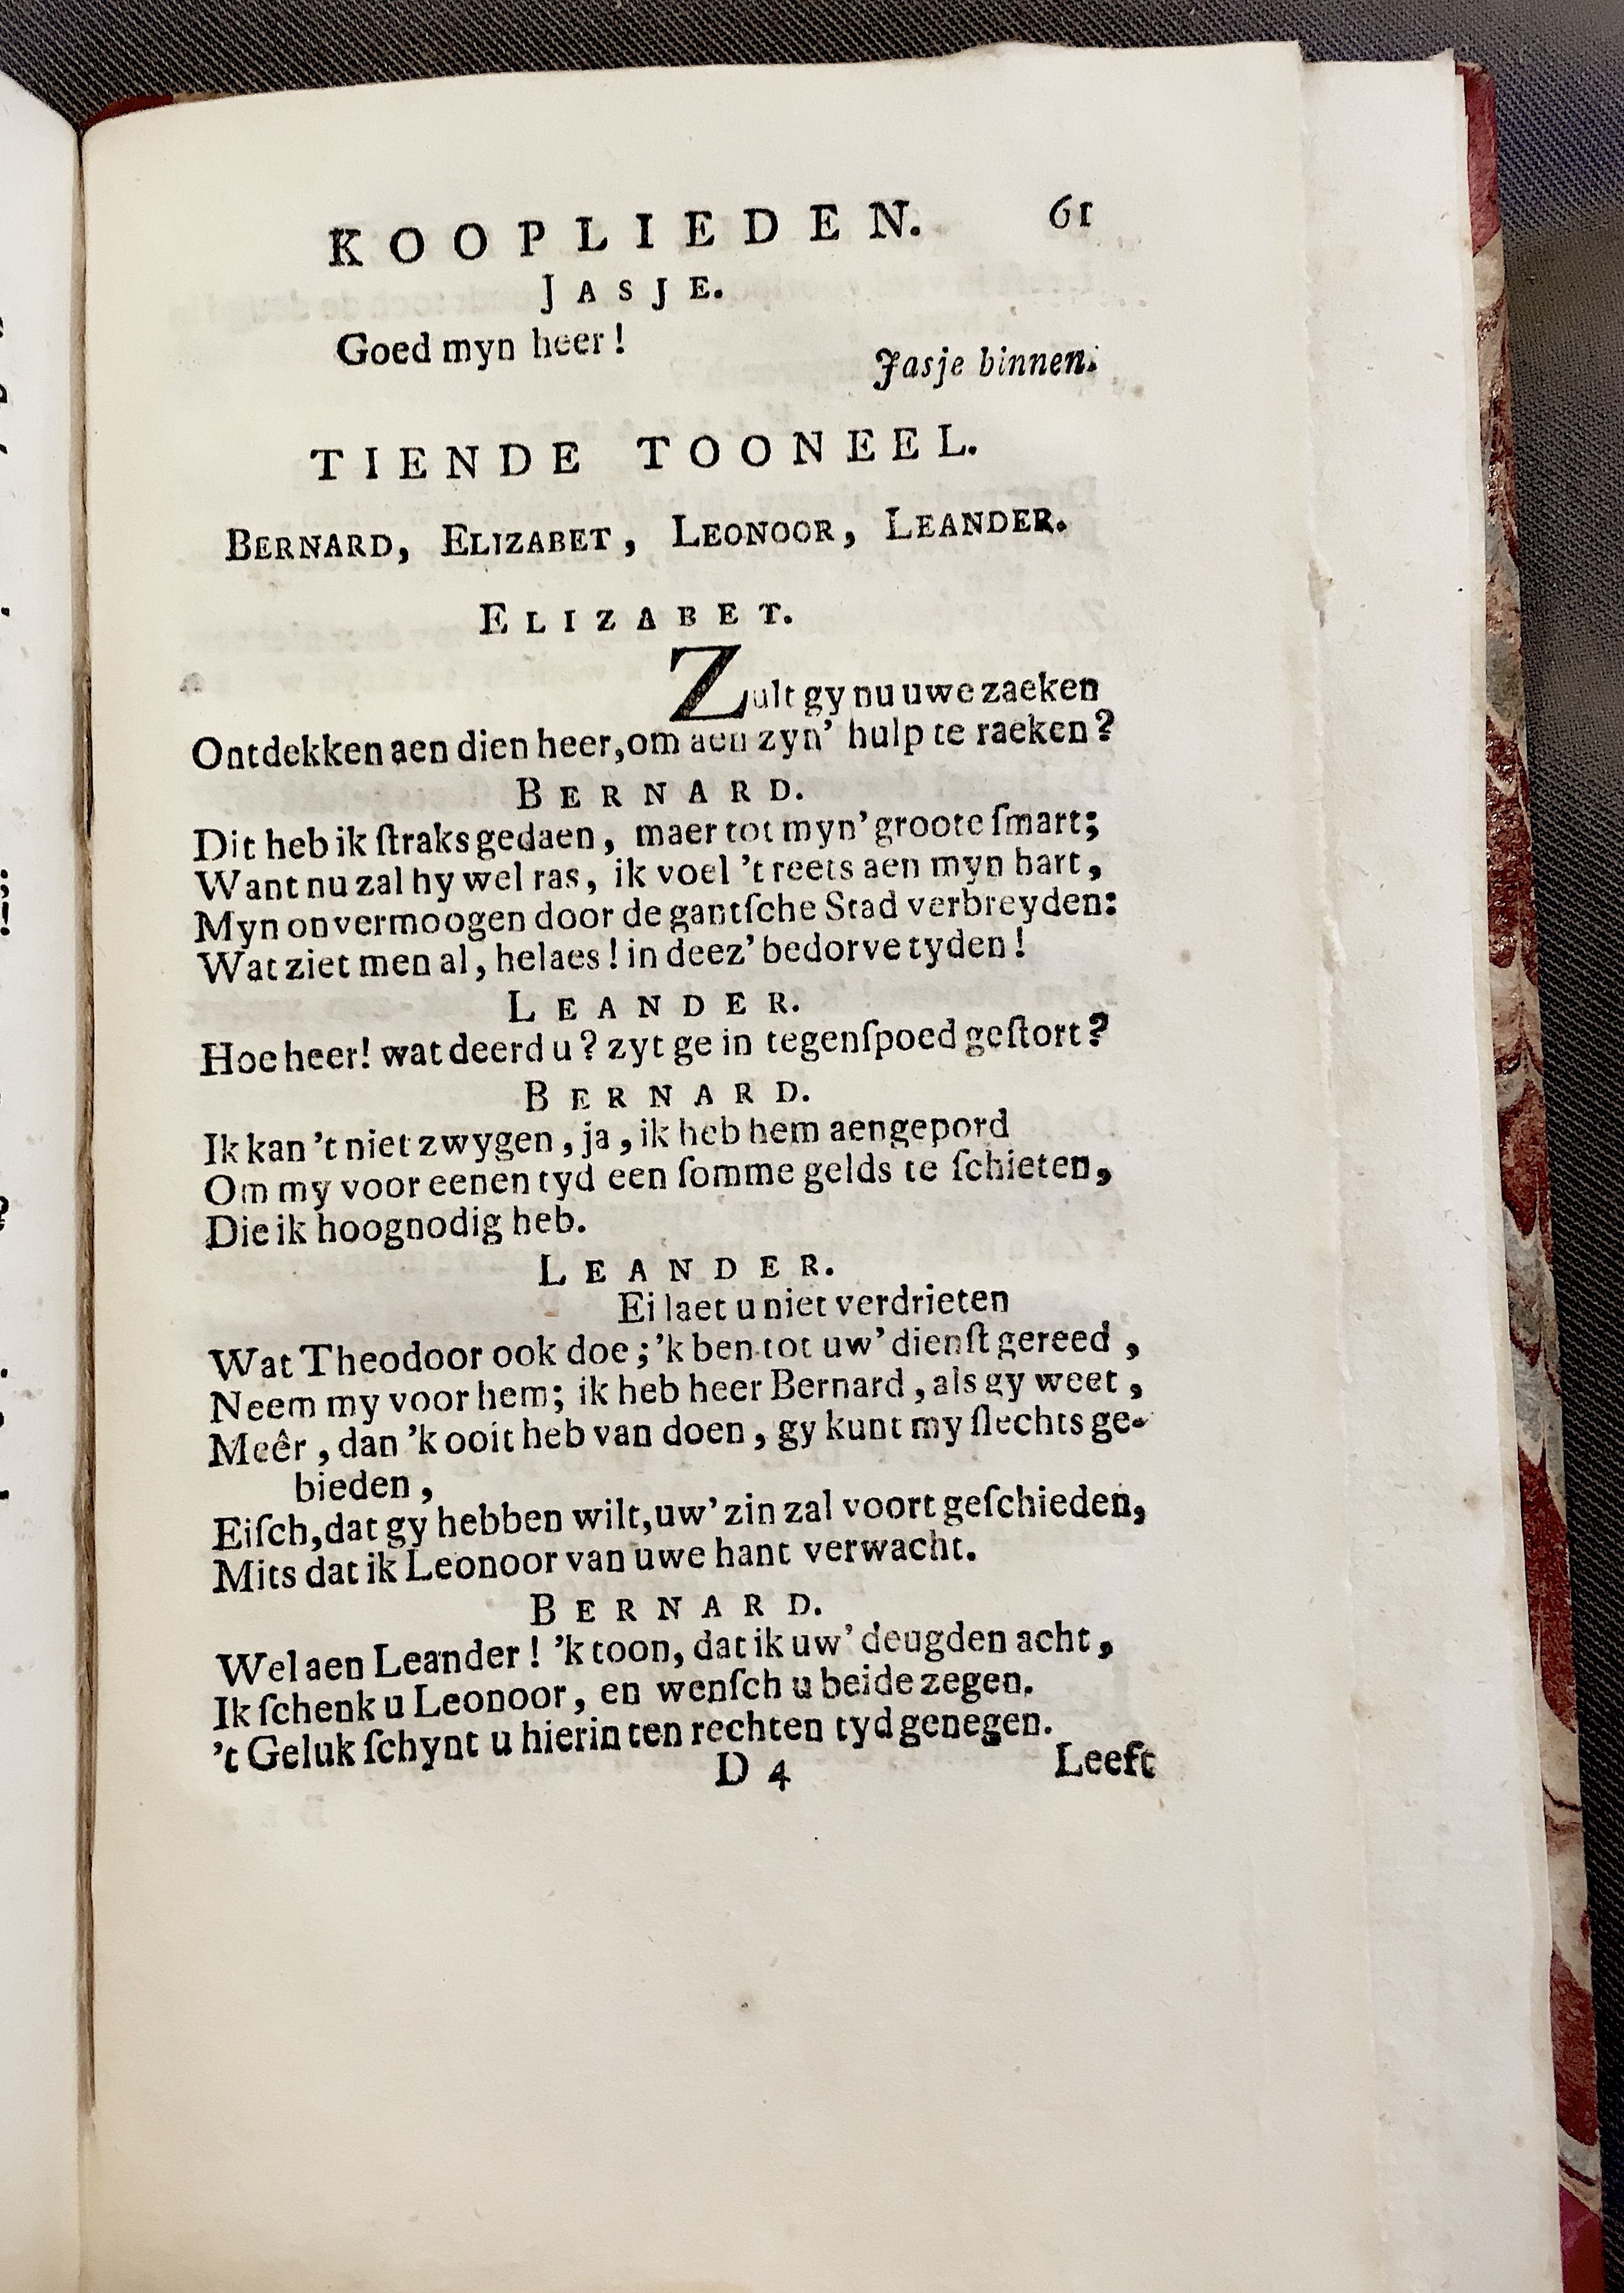 KOOPLIEDEN. 61
JASJE.
Goed myn heer!
Jasje binnen.
TIENDE TOONEEL.
BERNARD, ELIZABET, LEONOOR, LEANDER.
ELIZABET.
Zult gy nu uwe zaeken
Ontdekken aen dien heer, om aen zyn' hulp te raeken?
BERNARD.
Dit heb ik ſtraks gedaen, maer tot myn' groote ſmart;
Want nu zal hy wel ras, ik voel 't reets aen myn hart,
Myn onvermoogen door de gantſche Stad verbreyden:
Wat ziet men al, helaes! in deez' bedorve tyden!
LEANDER.
Hoe heer! wat deerd u? zyt ge in tegenſpoed geſtort?
BERNARD.
Ik kan 't niet zwygen, ja, ik heb hem aengepord
Om my voor eenen tyd een ſomme gelds te ſchieten,
Die ik hoognodig heb.
LEANDER.
Ei laet u niet verdrieten
Wat Theodoor ook doe; 'k ben tot uw' dienſt gereed,
Neem my voor hem; ik heb heer Bernard, als gy weet,
Meêr, dan 'k ooit heb van doen, gy kunt my ſlechts ge-
bieden,
Eiſch, dat gy hebben wilt, uw' zin zal voort geſchieden,
Mits dat ik Leonoor van uwe hant verwacht.
BERNARD.
Wel aen Leander! 'k toon, dat ik uw' deugden acht,
Ik ſchenk u Leonoor, en wenſch u beide zegen.
't Geluk ſchynt u hierin ten rechten tyd genegen.
D 4 Leeft